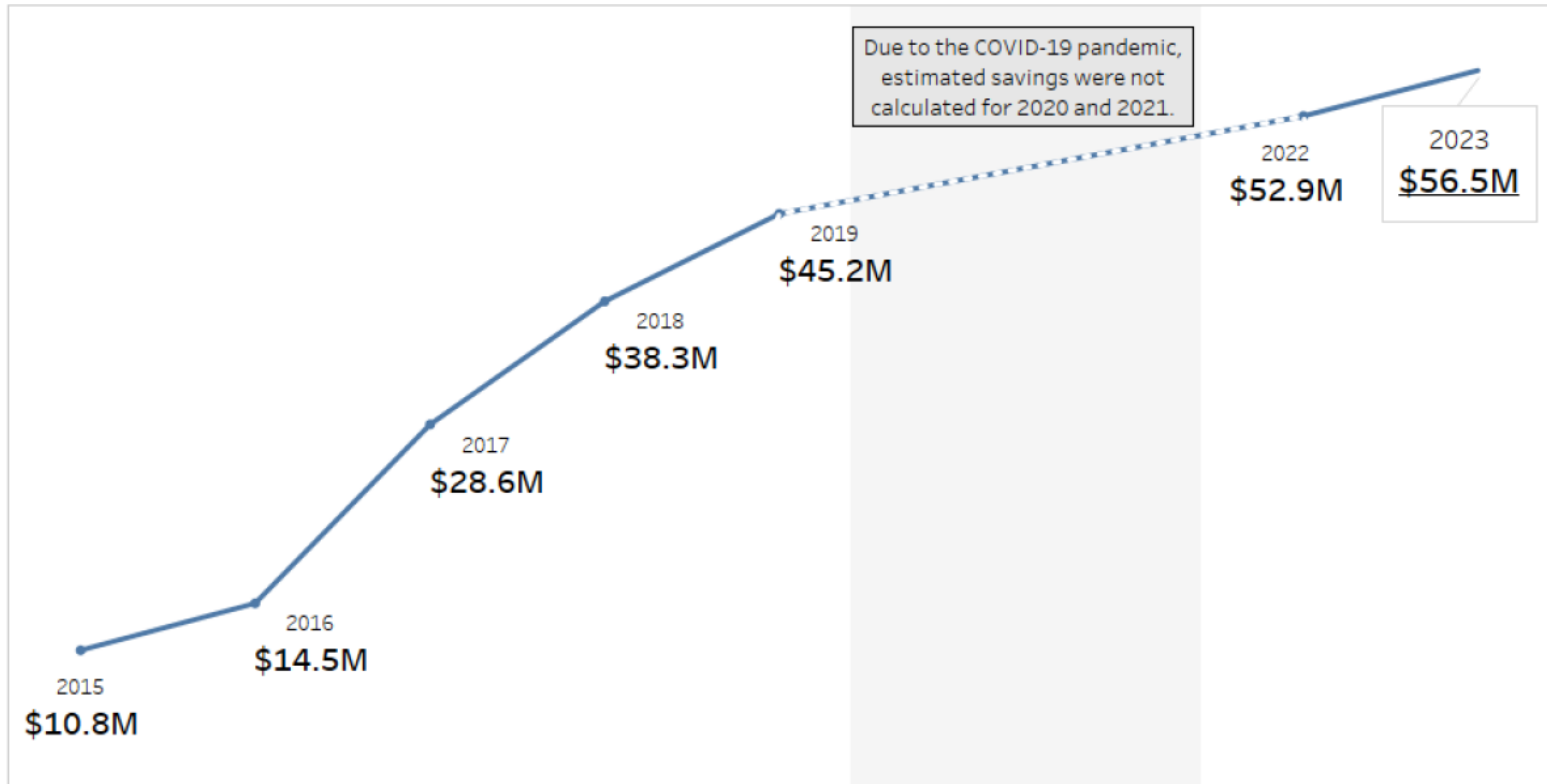 Due to the COVID-19 pandemic,
estimated savings were not
calculated for 2020 and 2021.
2023
$56.5M
2022
$52.9M
2019
$45.2M
2018
$38.3M
2017
$28.6M
2016
$14.5M
2015
$10.8M